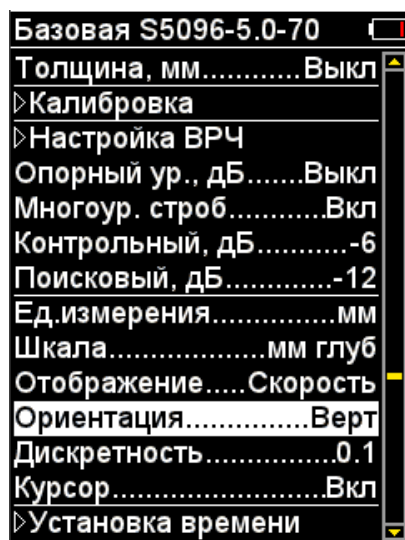 Базовая S5096-5.0-70
Толщина, мм............Выкл
▷Калибровка
▷Настройка ВРЧ
Опорный ур., дБ.......Выкл
Многоур. строб...........Вкл
Контрольный, дБ...........-6
Поисковый, дБ.............-12
Ед.измерения...............мм
Шкала................мм глуб
Отображение.....Скорость
Ориентация...............Верт
Дискретность................0.1
Курсор.....................Вкл
▷Установка времени